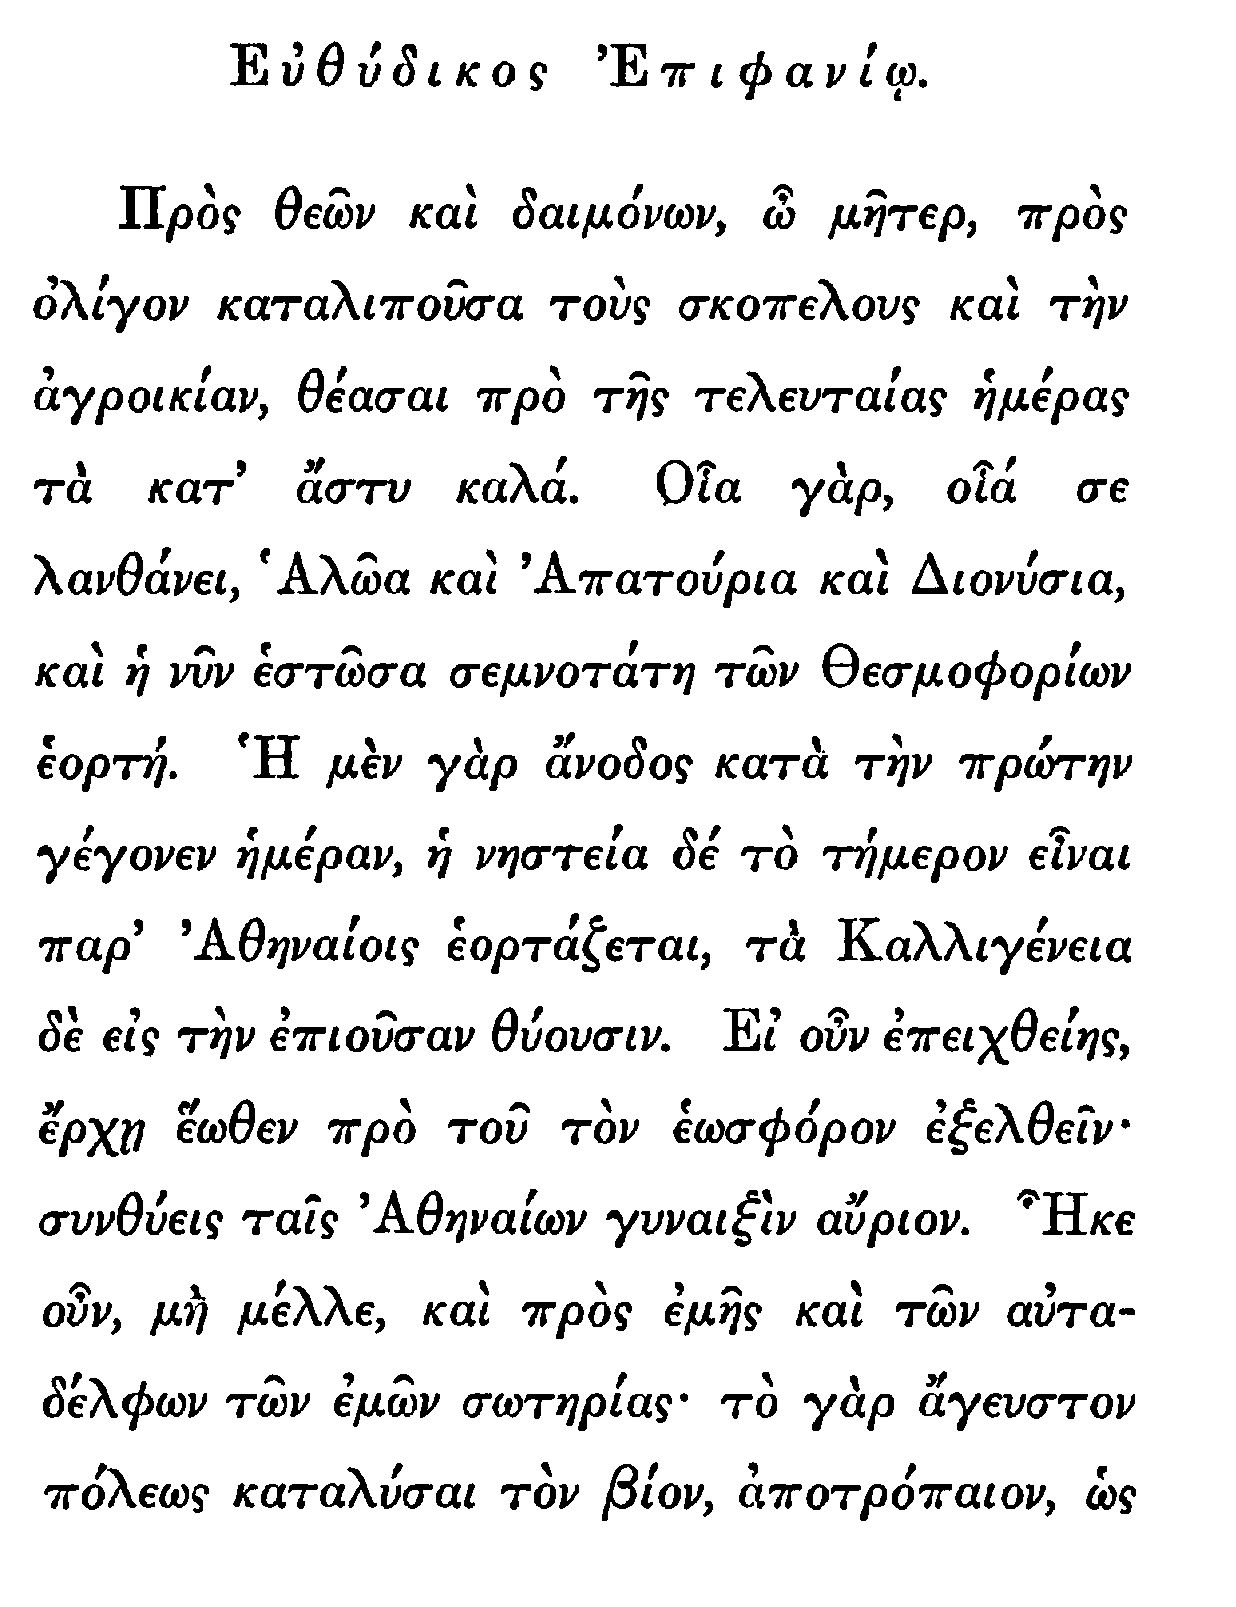 Εὐθύδικος Ἐπιφανίῳ.
Πρὸς θεῶν καὶ δαιμόνων, ὦ μῆτερ, πρὸς
ὀλίγον καταλιποῦσα τοὺς σκοπελους καὶ τὴν
ἀγροικίαν, θέασαι πρὸ τῆς τελευταίας ἡμέρας
τὰ κατ’ ἄστυ καλά. Οἷα γὰρ, οἷά σε
λανθάνει, Ἁλῶα καὶ Ἀπατούρια καὶ Διονύσια,
καὶ ἡ νῦν ἑστῶσα σεμνοτάτη τῶν Θεσμοφορίων
ἑορτή. Ἡ μὲν γὰρ ἄνοδος κατὰ τὴν πρώτην
γέγονεν ἡμέραν, ἡ νηστεία δέ τὸ τήμερον εἶναι
παρ’ Ἀθηναίοις ἑορτάζεται, τὰ Καλλιγένεια
δὲ εἰς τὴν ἐπιοῦσαν θύουσιν. Εἰ οὖν ἐπειχθείης,
ἔρχῃ ἕωθεν πρὸ τοῦ τὸν ἑωσφόρον ἐξελθεῖν·
συνθύεις ταῖς Ἀθηναίων γυναιξὶν αὔριον. Ἦκε
οὖν, μὴ μέλλε, καὶ πρὸς ἐμῆς καὶ τῶν αὐτα-
δέλφων τῶν ἐμῶν σωτηρίας· τὸ γὰρ ἄγευστον
πόλεως καταλύσαι τὸν βίον, ἀποτρόπαιον, ὡς